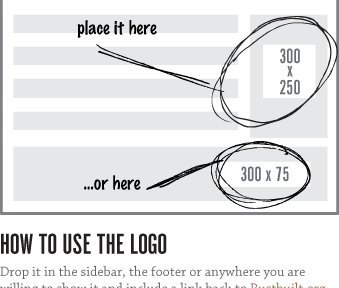 place it here
300
x
250
...or here
300 x 75
HOW TO USE THE LOGO
Drop it in the sidebar, the footer or anywhere you are
willing to show it and include a link back to Rustbuilt.org